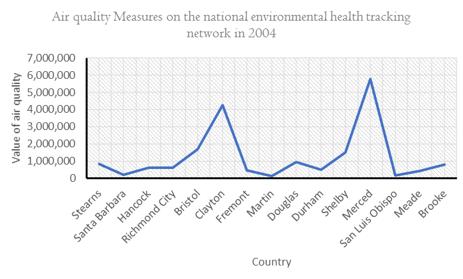 Air quality Measures on the national environmental health tracking
network in 2004
Value of air quality
7,000,000
6,000,000
5,000,000
4,000,000
3,000,000
2,000,000
1,000,000
0
Stearns
Santa Barbara
Hancock
Richmond City
Bristol
Clayton
Fremont
Martin
Douglas
Durham
Shelby
Merced
San Luis Obispo
Meade
Brooke
Country